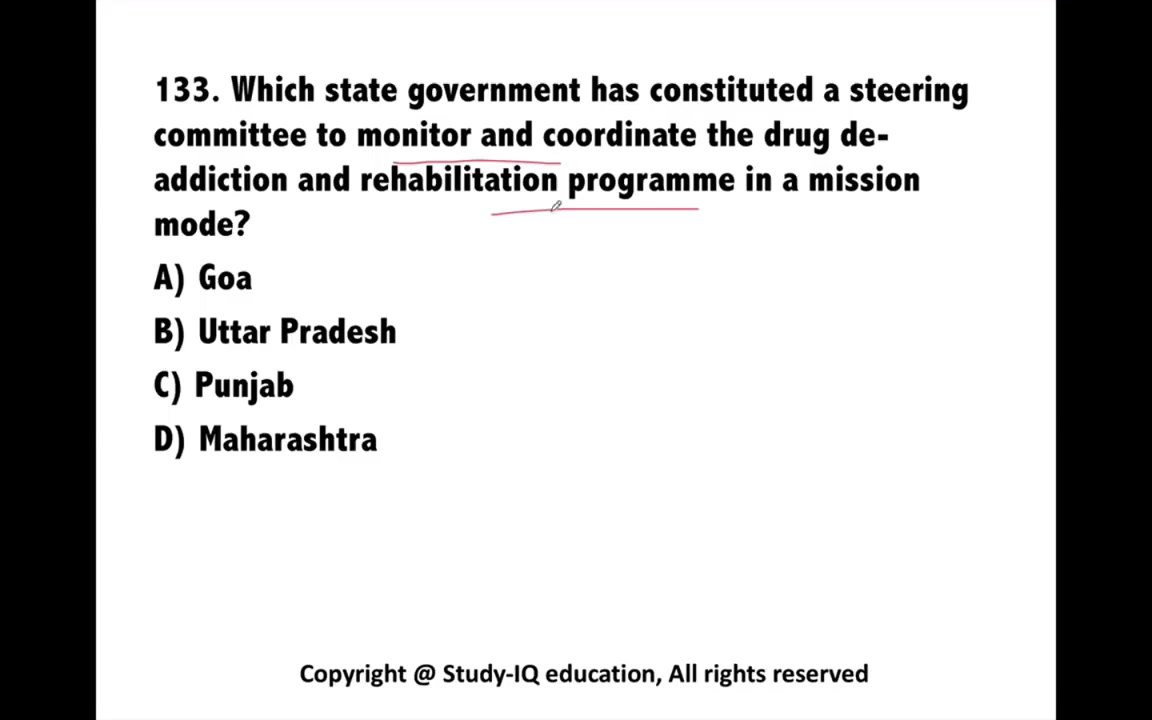 133. Which state government has constituted a steering
committee to monitor and coordinate the drug de-
addiction and rehabilitation programme in a mission
mode?
A) Goa
B) Uttar Pradesh
C) Punjab
D) Maharashtra
Copyright @ Study-IQ education, All rights reserved